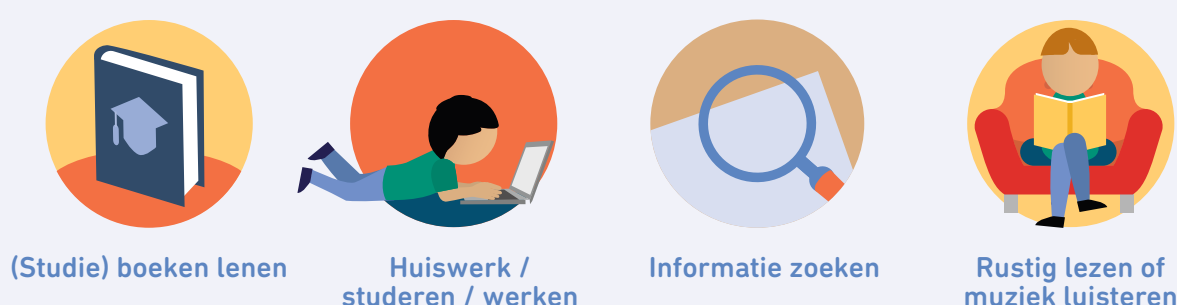 (Studie) boeken lenen
Huiswerk /
studeren / werken
Informatie zoeken
Rustig lezen of
muziek luisteren